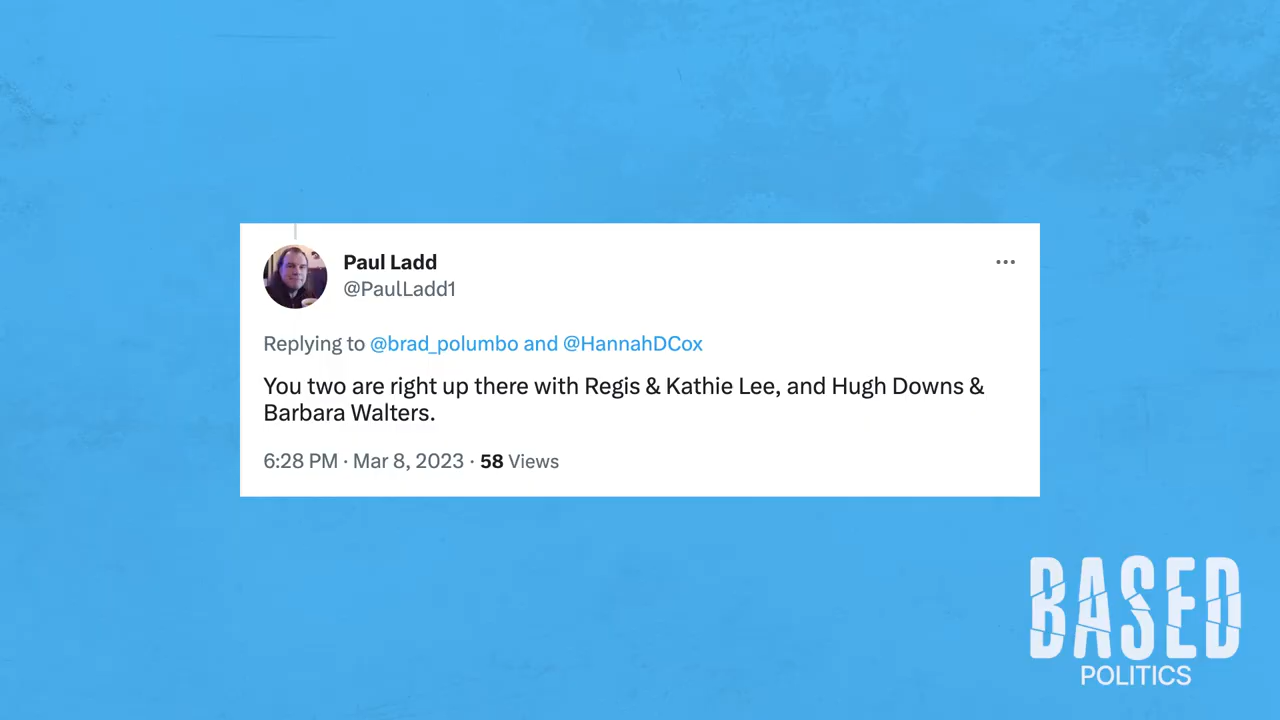 Paul Ladd
@PaulLadd1
Replying to @brad_polumbo and @HannahDCox
You two are right up there with Regis & Kathie Lee, and Hugh Downs &
Barbara Walters.
6:28 PM · Mar 8, 2023 · 58 Views
BASED
POLITICS